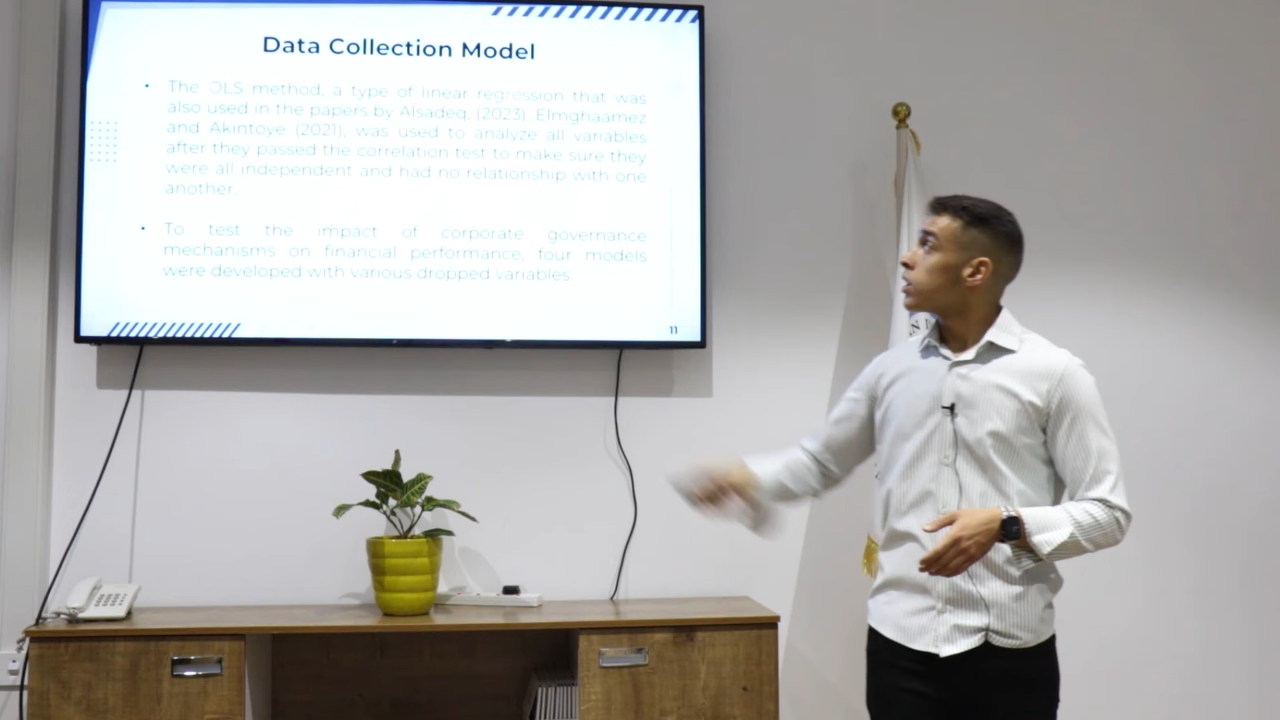 Data Collection Model
• The OLS method, a type of linear regression that was
also used in the papers by Alsadeq, (2023), Elmghaamez
and Akintoye (2021), was used to analyze all variables
after they passed the correlation test to make sure they
were all independent and had no relationship with one
another.
• To test the impact of corporate governance
mechanisms on financial performance, four models
were developed with various dropped variables
11